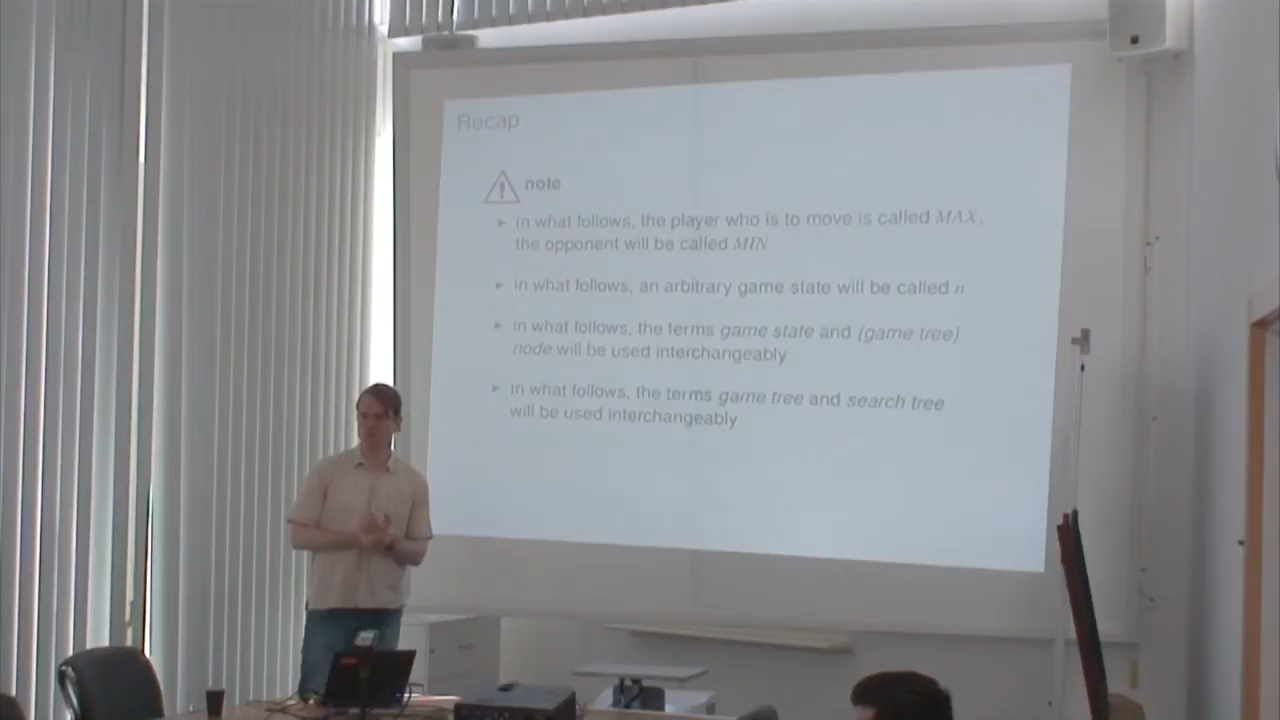 Recap
note
in what follows, the player who is to move is called MAX,
the opponent will be called MIN
in what follows, an arbitrary game state will be called n
in what follows, the terms game state and (game tree)
node will be used interchangeably
in what follows, the terms game tree and search tree
will be used interchangeably